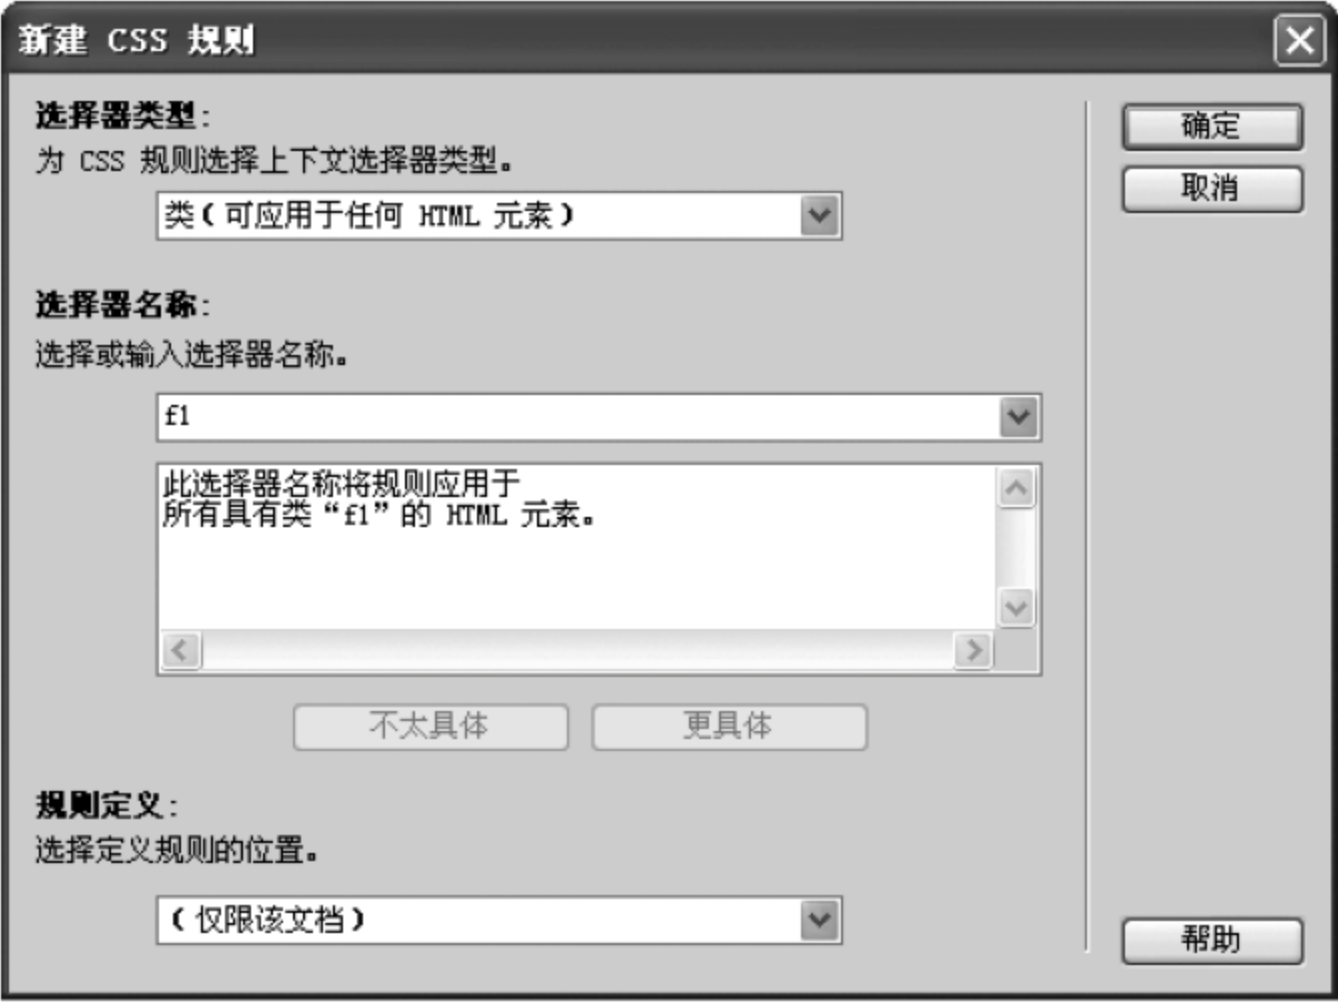 新建 CSS 规则
选择器类型:
为 CSS 规则选择上下文选择器类型。
类(可应用于任何 HTML 元素)
选择器名称:
选择或输入选择器名称。
f1
此选择器名称将规则应用于
所有具有类“f1”的 HTML 元素。
不太具体
更具体
规则定义:
选择定义规则的位置。
(仅限该文档)
确定
取消
帮助